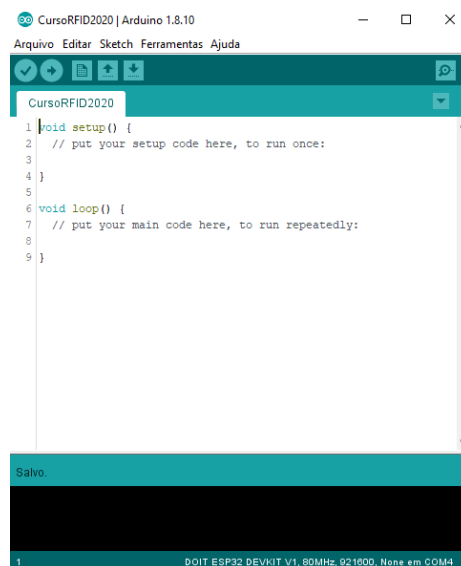 CursoRFID2020 | Arduino 1.8.10
Arquivo Editar Sketch Ferramentas Ajuda
CursoRFID2020
1 void setup() {
2 // put your setup code here, to run once:
3
4 }
5
6 void loop() {
7 // put your main code here, to run repeatedly:
8
9 }
Salvo.
1 DOIT ESP32 DEVKIT V1, 80MHz, 921600, None em COM4